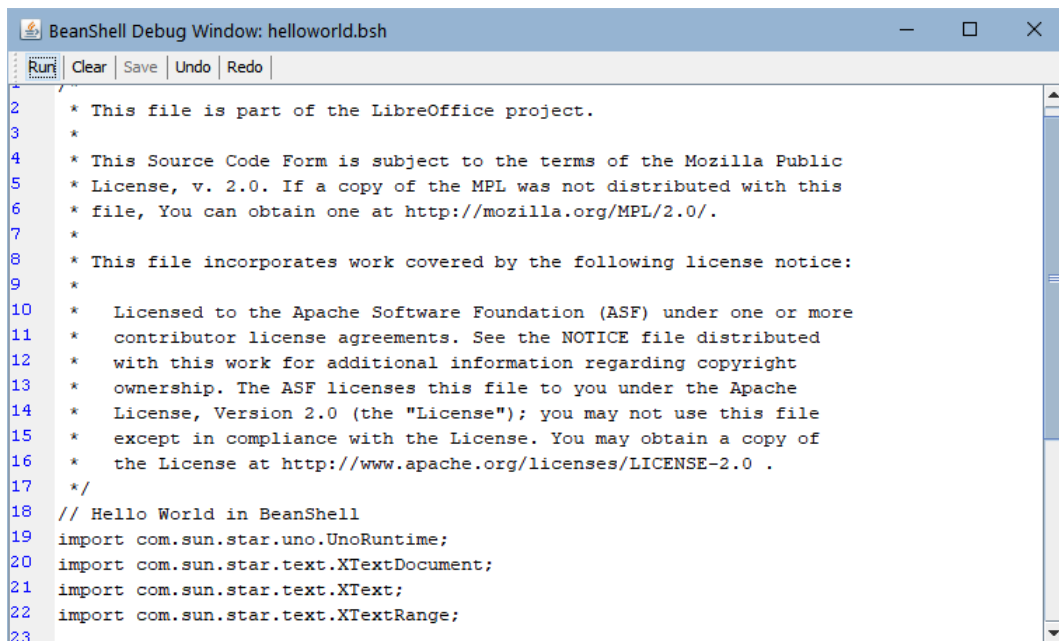 BeanShell Debug Window: helloworld.bsh
Run Clear Save Undo Redo
1 /*
2 * This file is part of the LibreOffice project.
3 *
4 * This Source Code Form is subject to the terms of the Mozilla Public
5 * License, v. 2.0. If a copy of the MPL was not distributed with this
6 * file, You can obtain one at http://mozilla.org/MPL/2.0/.
7 *
8 * This file incorporates work covered by the following license notice:
9 *
10 *   Licensed to the Apache Software Foundation (ASF) under one or more
11 *   contributor license agreements. See the NOTICE file distributed
12 *   with this work for additional information regarding copyright
13 *   ownership. The ASF licenses this file to you under the Apache
14 *   License, Version 2.0 (the "License"); you may not use this file
15 *   except in compliance with the License. You may obtain a copy of
16 *   the License at http://www.apache.org/licenses/LICENSE-2.0 .
17 */
18 // Hello World in BeanShell
19 import com.sun.star.uno.UnoRuntime;
20 import com.sun.star.text.XTextDocument;
21 import com.sun.star.text.XText;
22 import com.sun.star.text.XTextRange;
23